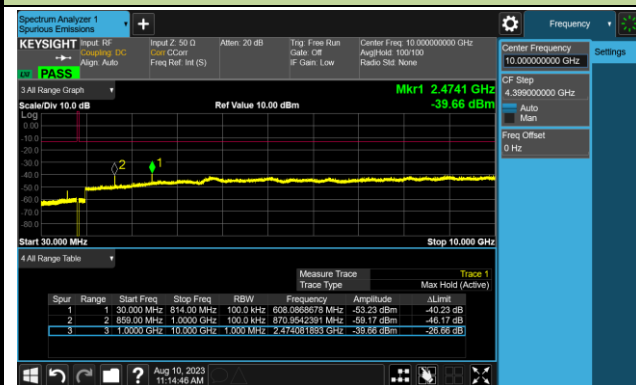 Spectrum Analyzer 1
Spurious Emissions
Frequency
KEYSIGHT
Input: RF
Coupling: DC
Align: Auto
Input Z: 50 Ω
Corr CCorr
Freq Ref: Int (S)
Atten: 20 dB
Trig: Free Run
Gate: Off
IF Gain: Low
Center Freq: 10.000000000 GHz
Avg|Hold: 100/100
Radio Std: None
PASS
Center Frequency
10.000000000 GHz
Settings
CF Step
4.399000000 GHz
Auto
Man
Freq Offset
0 Hz
3 All Range Graph
Mkr1 2.4741 GHz
Scale/Div 10.0 dB
Ref Value 10.00 dBm
-39.66 dBm
Log
0.00
-10.0
-20.0
-30.0
-40.0
-50.0
-60.0
-70.0
-80.0
2
1
Start 30.000 MHz
Stop 10.000 GHz
4 All Range Table
Measure Trace Trace 1
Trace Type Max Hold (Active)
Spur Range Start Freq Stop Freq RBW Frequency Amplitude ΔLimit
1 1 30.000 MHz 814.00 MHz 100.0 kHz 608.0868678 MHz -53.23 dBm -40.23 dB
2 2 859.00 MHz 1.0000 GHz 100.0 kHz 870.9542391 MHz -59.17 dBm -46.17 dB
3 3 1.0000 GHz 10.000 GHz 1.000 MHz 2.474081893 GHz -39.66 dBm -26.66 dB
Aug 10, 2023
11:14:46 AM